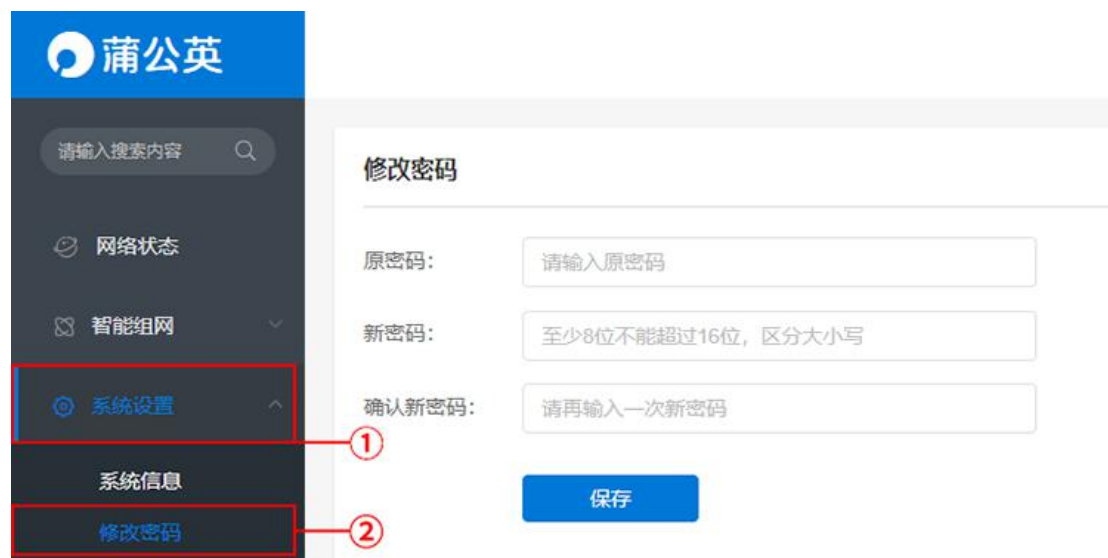 蒲公英
请输入搜索内容
网络状态
智能组网
系统设置
①
系统信息
修改密码
②
修改密码
原密码：
请输入原密码
新密码：
至少8位不能超过16位，区分大小写
确认新密码：
请再输入一次新密码
保存